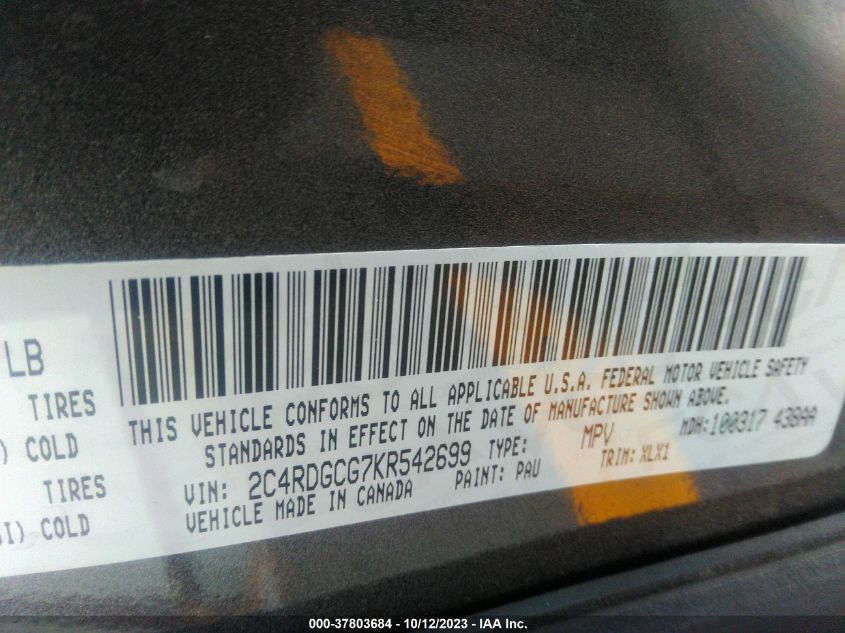 LB
TIRES
) COLD
TIRES
SI) COLD
THIS VEHICLE CONFORMS TO ALL APPLICABLE U.S.A. FEDERAL MOTOR VEHICLE SAFETY
STANDARDS IN EFFECT ON THE DATE OF MANUFACTURE SHOWN ABOVE.
VIN: 2C4RDGCG7KR542699 TYPE: MPV MDH:100317 438AA
VEHICLE MADE IN CANADA PAINT: PAU TRIM: XLX1
000-37803684 - 10/12/2023 - IAA Inc.